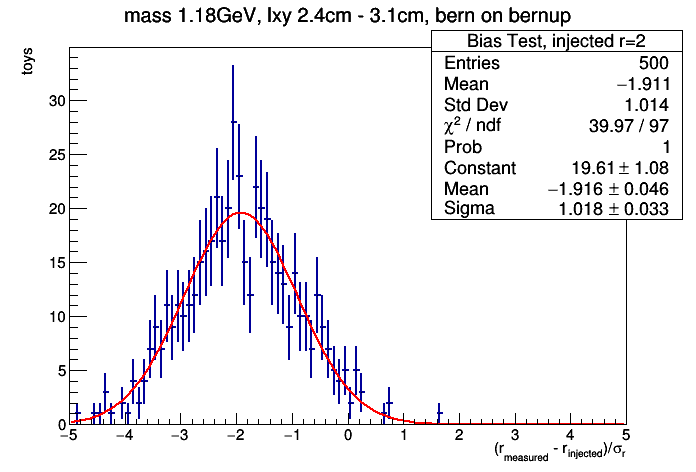 mass 1.18GeV, lxy 2.4cm - 3.1cm, bern on bernup
toys
Bias Test, injected r=2
Entries 500
Mean −1.911
Std Dev 1.014
χ² / ndf 39.97 / 97
Prob 1
Constant 19.61 ± 1.08
Mean −1.916 ± 0.046
Sigma 1.018 ± 0.033
30
25
20
15
10
5
0
−5 −4 −3 −2 −1 0 1 2 3 4 5
(r_measured - r_injected)/σ_r